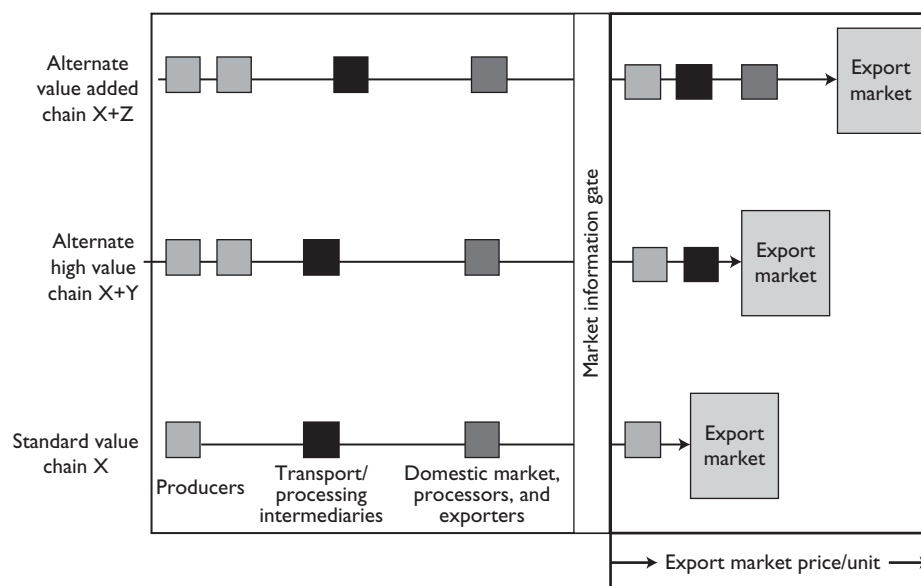 Alternate
value added
chain X+Z
Export
market
Market information gate
Alternate
high value
chain X+Y
Export
market
Standard value
chain X
Export
market
Producers
Transport/
processing
intermediaries
Domestic market,
processors, and
exporters
Export market price/unit